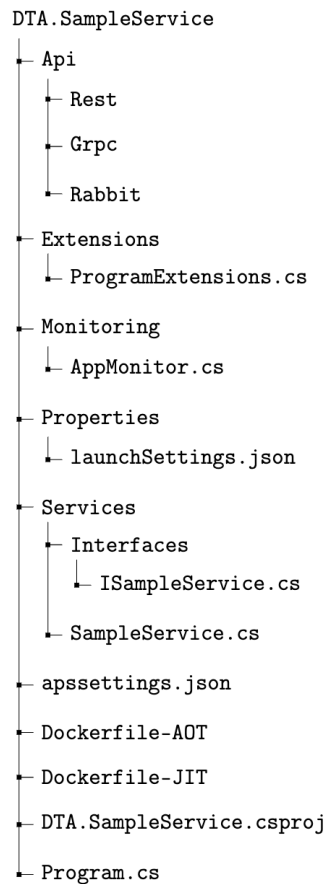 DTA.SampleService
Api
Rest
Grpc
Rabbit
Extensions
ProgramExtensions.cs
Monitoring
AppMonitor.cs
Properties
launchSettings.json
Services
Interfaces
ISampleService.cs
SampleService.cs
apssettings.json
Dockerfile-AOT
Dockerfile-JIT
DTA.SampleService.csproj
Program.cs